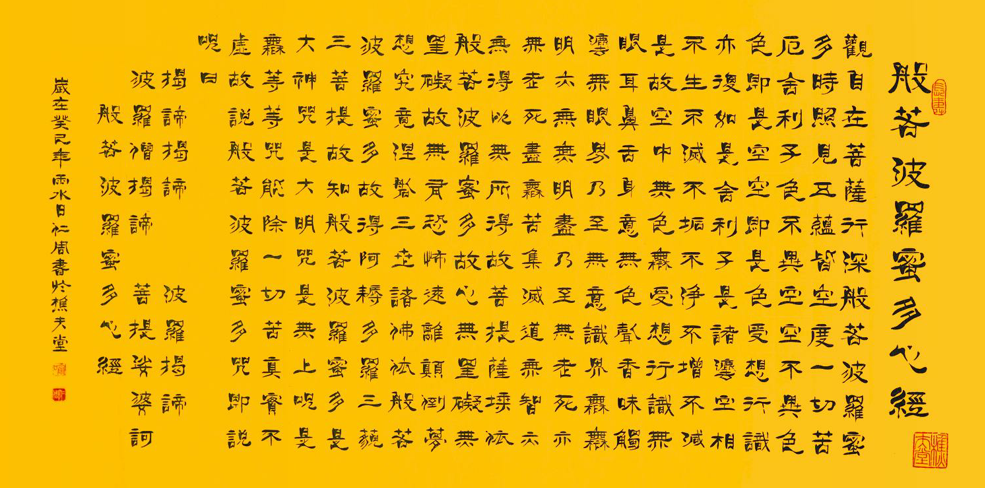 般若波羅蜜多心經
觀自在菩薩行深般若波羅蜜
多時照見五蘊皆空度一切苦
厄舍利子色不異空空不異色
色即是空空即是色受想行識
亦復如是舍利子是諸法空相
不生不滅不垢不淨不增不減
是故空中無色無受想行識無
眼耳鼻舌身意無色聲香味觸
法無眼界乃至無意識界無無
明亦無無明盡乃至無老死亦
無老死盡無苦集滅道無智亦
無得以無所得故菩提薩埵依
般若波羅蜜多故心無罣礙無
罣礙故無有恐怖遠離顛倒夢
想究竟涅槃三世諸佛依般若
波羅蜜多故得阿耨多羅三藐
三菩提故知般若波羅蜜多是
大神咒是大明咒是無上咒是
無等等咒能除一切苦真實不
虛故說般若波羅蜜多咒即說
咒曰
揭諦揭諦 波羅揭諦
波羅僧揭諦 菩提娑婆訶
般若波羅蜜多心經
歲在癸巳年雨水日仁周書於樵夫堂
樵夫堂